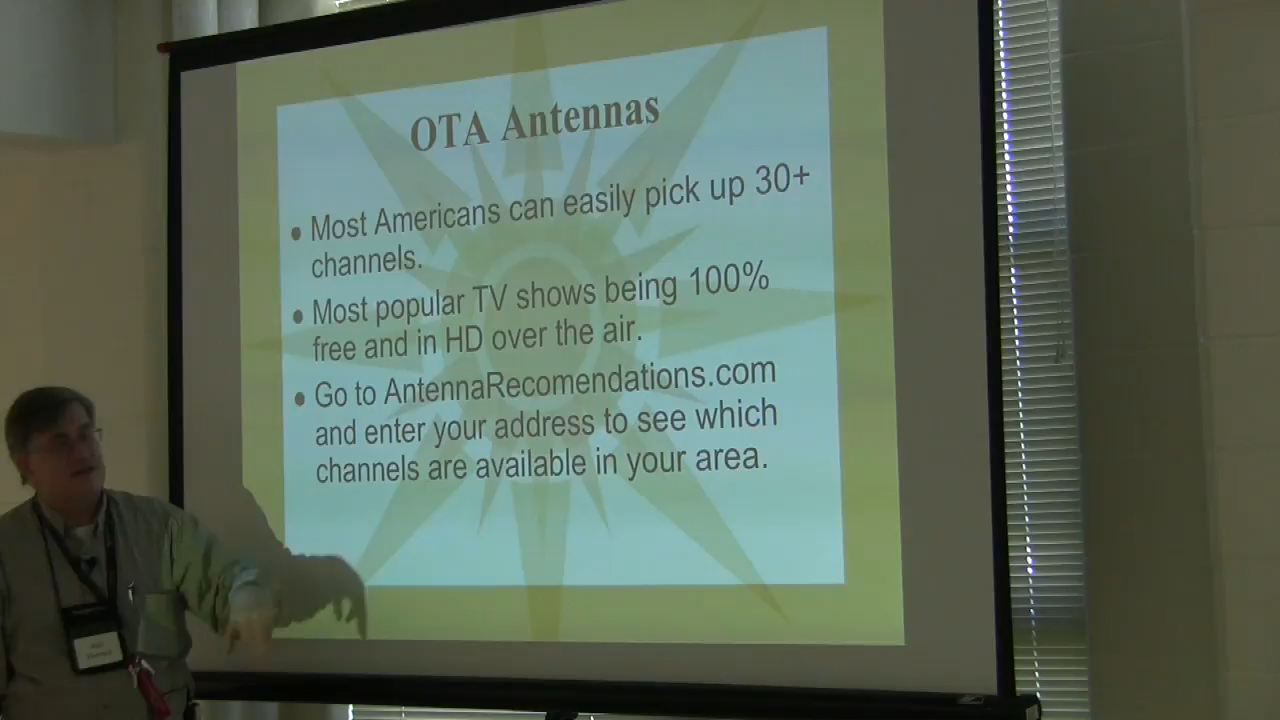 OTA Antennas
• Most Americans can easily pick up 30+
channels.
• Most popular TV shows being 100%
free and in HD over the air.
• Go to AntennaRecomendations.com
and enter your address to see which
channels are available in your area.